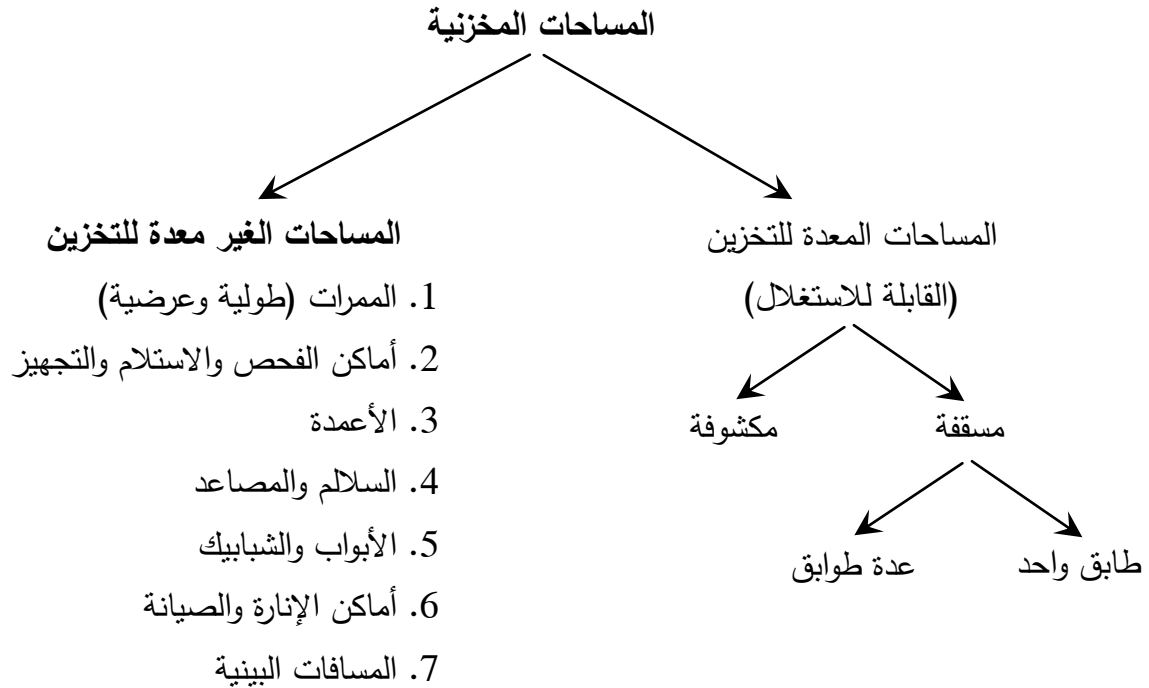 المساحات المخزنية
المساحات المعدة للتخزين
(القابلة للاستغلال)
مسقفة
مكشوفة
طابق واحد
عدة طوابق
المساحات الغير معدة للتخزين
1. الممرات (طولية وعرضية)
2. أماكن الفحص والاستلام والتجهيز
3. الأعمدة
4. السلالم والمصاعد
5. الأبواب والشبابيك
6. أماكن الإنارة والصيانة
7. المسافات البينية